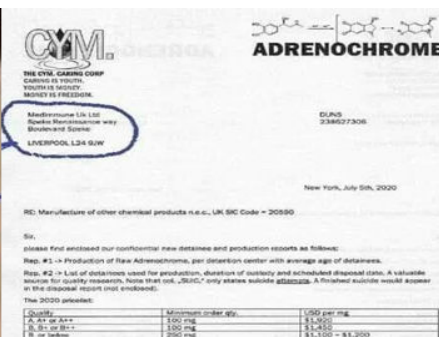 CYM.
ADRENOCHROME
THE CYM. CARING CORP
CARING IS YOUTH.
YOUTH IS MONEY.
MONEY IS FREEDOM.
Medimmune Uk Ltd
Speke Renaissance way
Boulevard Speke
LIVERPOOL L24 9JW
DUNS
238627306
New York, July 5th, 2020
RE: Manufacture of other chemical products n.e.c., UK SIC Code = 20590
Sir,
please find enclosed our confidential new detainee and production reports as follows:
Rep. #1 -> Production of Raw Adrenochrome, per detention center with average age of detainees.
Rep. #2 -> List of detainees used for production, duration of custody and scheduled disposal date. A valuable
source for quality research. Note that col. „SUIC." only states suicide attempts. A finished suicide would appear
in the disposal report (not enclosed).
The 2020 pricelist:
Quality Minimum order qty. USD per mg
A, A+ or A++ 100 mg $1,920
B, B+ or B++ 100 mg $1,450
B- or below 250 mg $1,100 – $1,200